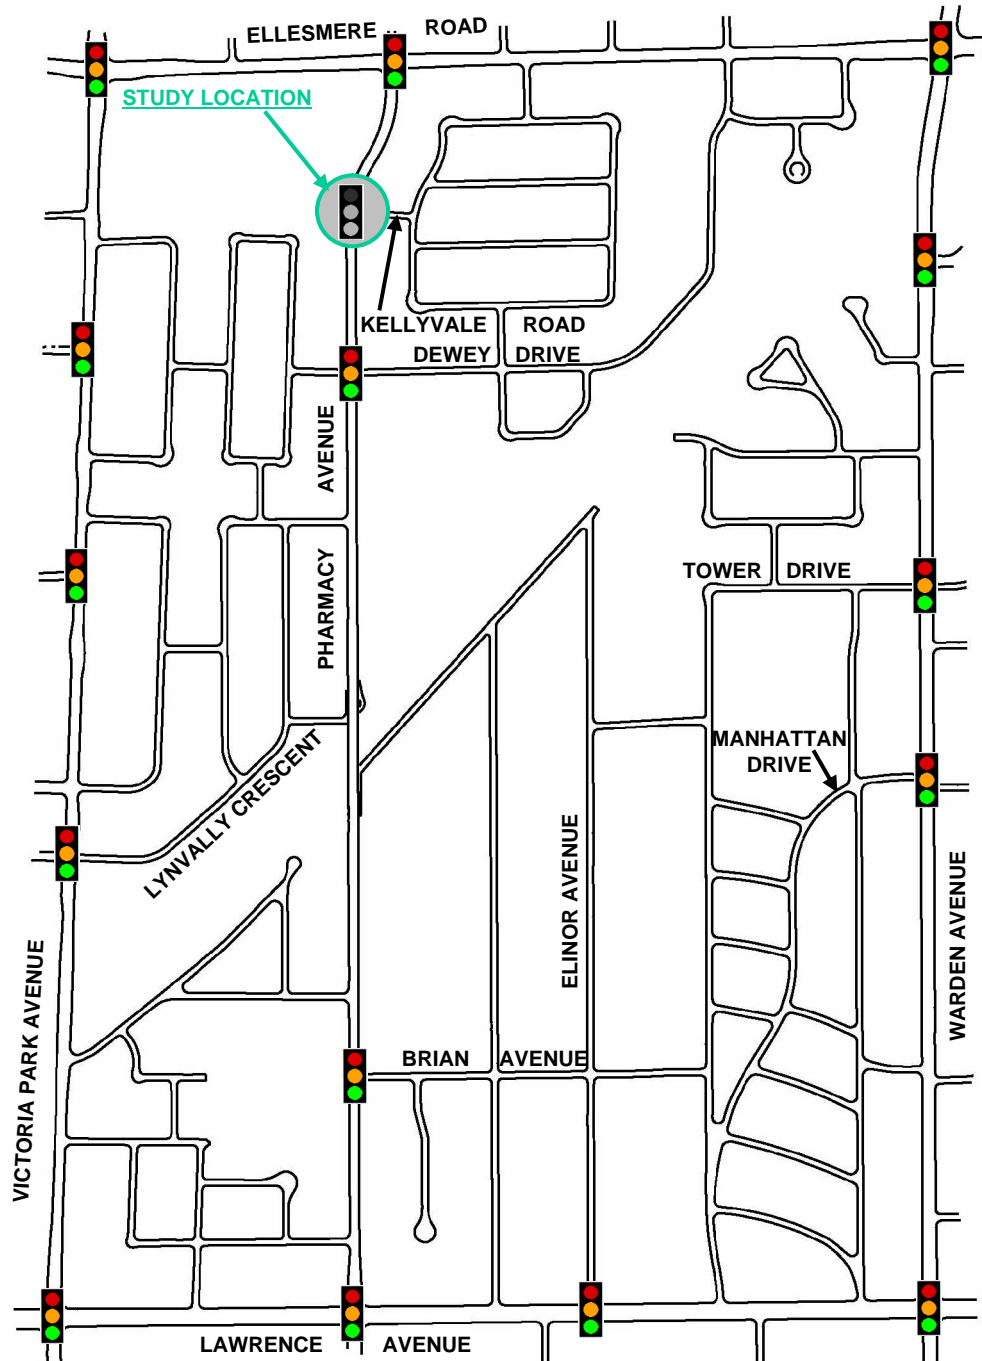 ELLESMERE ROAD
STUDY LOCATION
KELLYVALE ROAD
DEWEY DRIVE
AVENUE
PHARMACY
TOWER DRIVE
MANHATTAN
DRIVE
LYNVALLY CRESCENT
ELINOR AVENUE
WARDEN AVENUE
VICTORIA PARK AVENUE
BRIAN AVENUE
LAWRENCE AVENUE